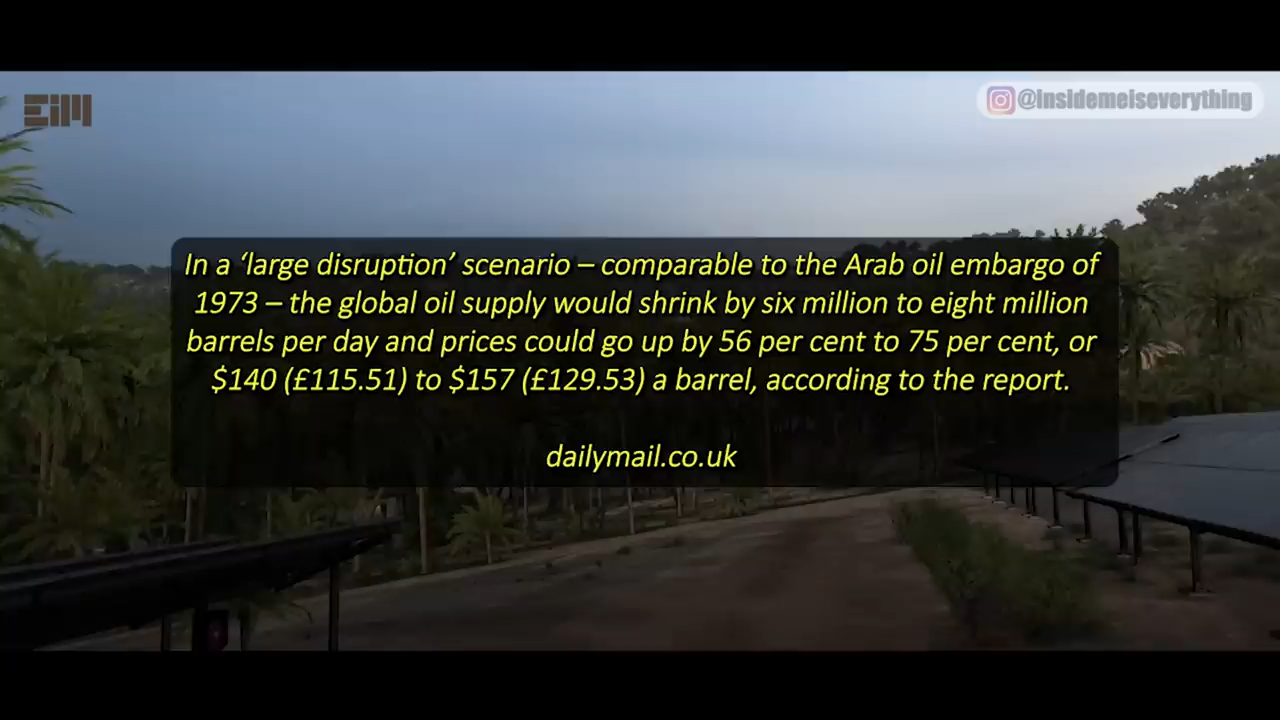 EiM
@insidemeiseverything
In a ‘large disruption’ scenario – comparable to the Arab oil embargo of
1973 – the global oil supply would shrink by six million to eight million
barrels per day and prices could go up by 56 per cent to 75 per cent, or
$140 (£115.51) to $157 (£129.53) a barrel, according to the report.
dailymail.co.uk